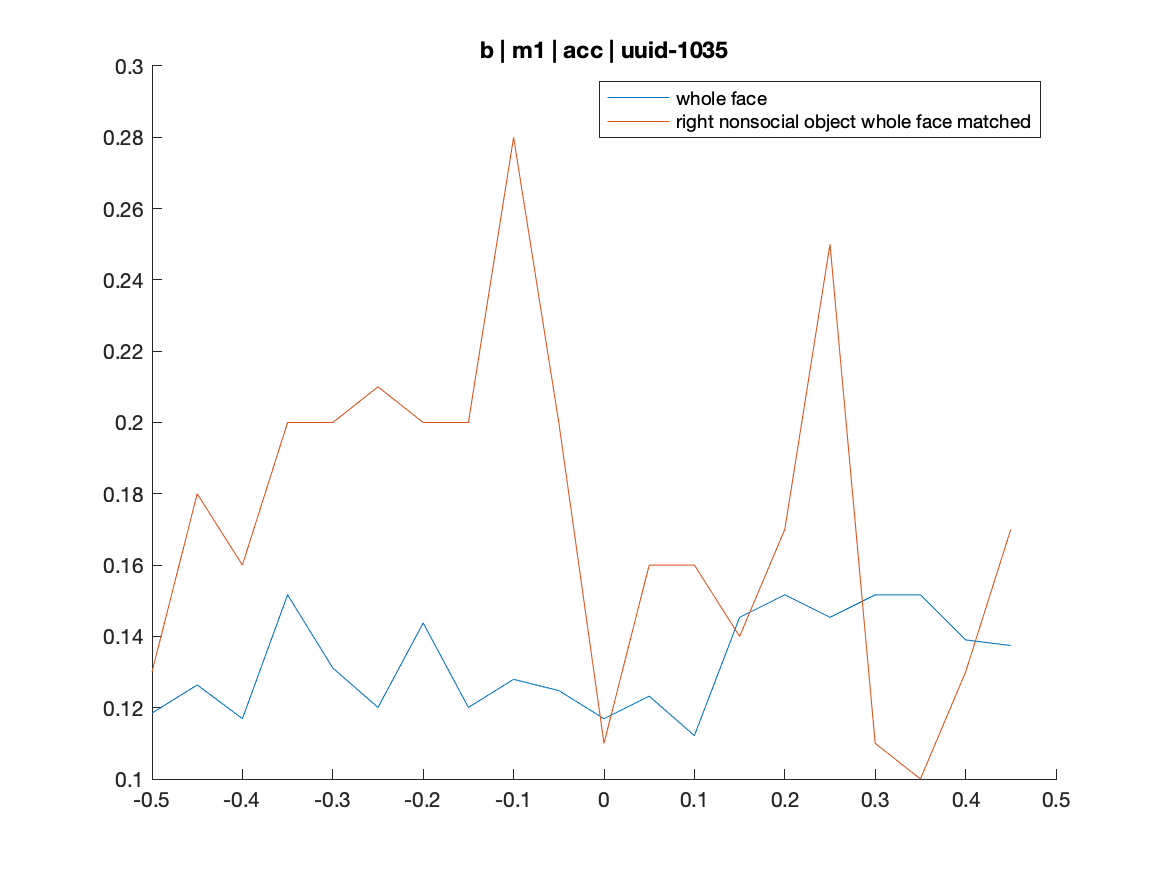 b | m1 | acc | uuid-1035
whole face
right nonsocial object whole face matched
0.3
0.28
0.26
0.24
0.22
0.2
0.18
0.16
0.14
0.12
0.1
-0.5 -0.4 -0.3 -0.2 -0.1 0 0.1 0.2 0.3 0.4 0.5